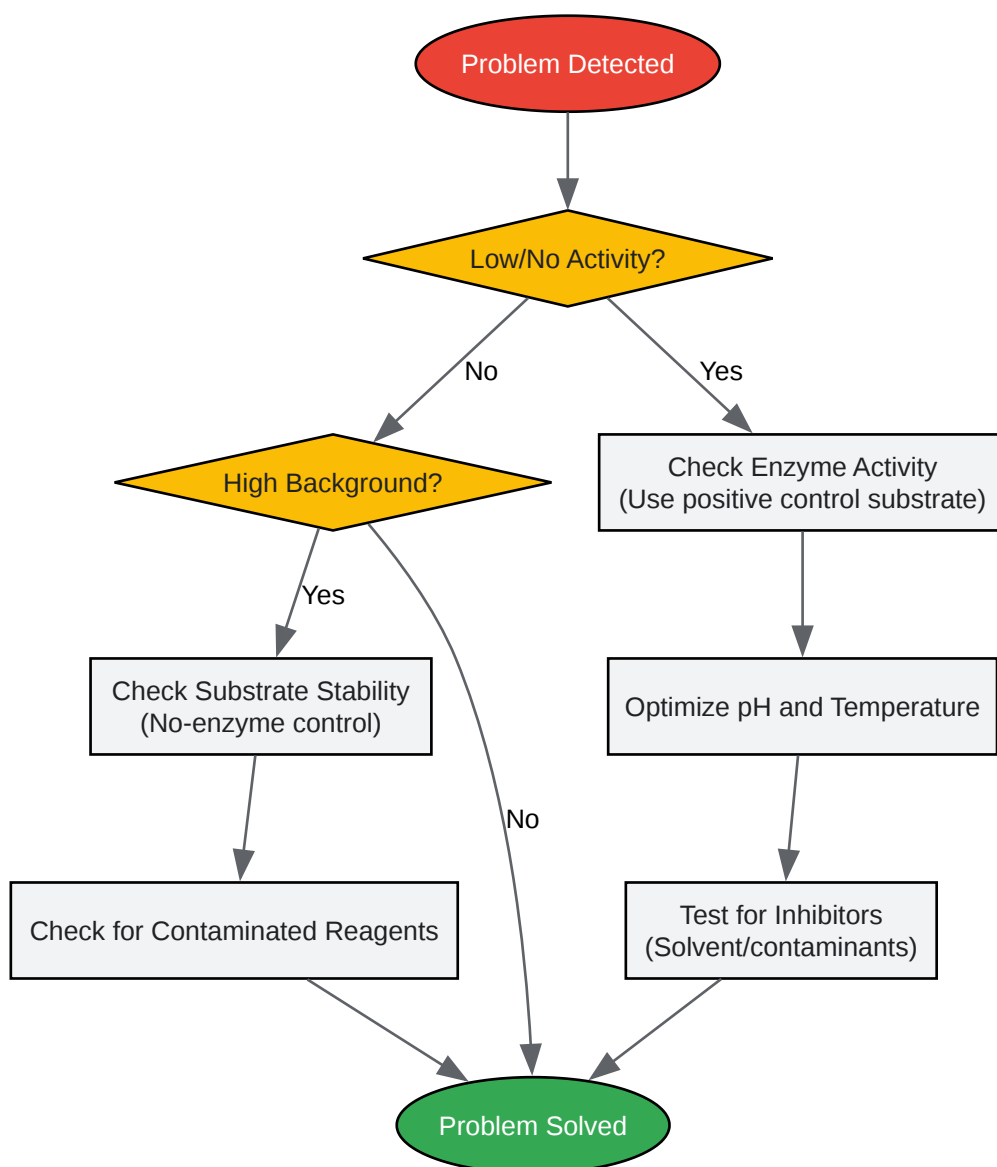 Problem Detected
Low/No Activity?
No
Yes
High Background?
Check Enzyme Activity
(Use positive control substrate)
Yes
Check Substrate Stability
(No-enzyme control)
Optimize pH and Temperature
No
Check for Contaminated Reagents
Test for Inhibitors
(Solvent/contaminants)
Problem Solved